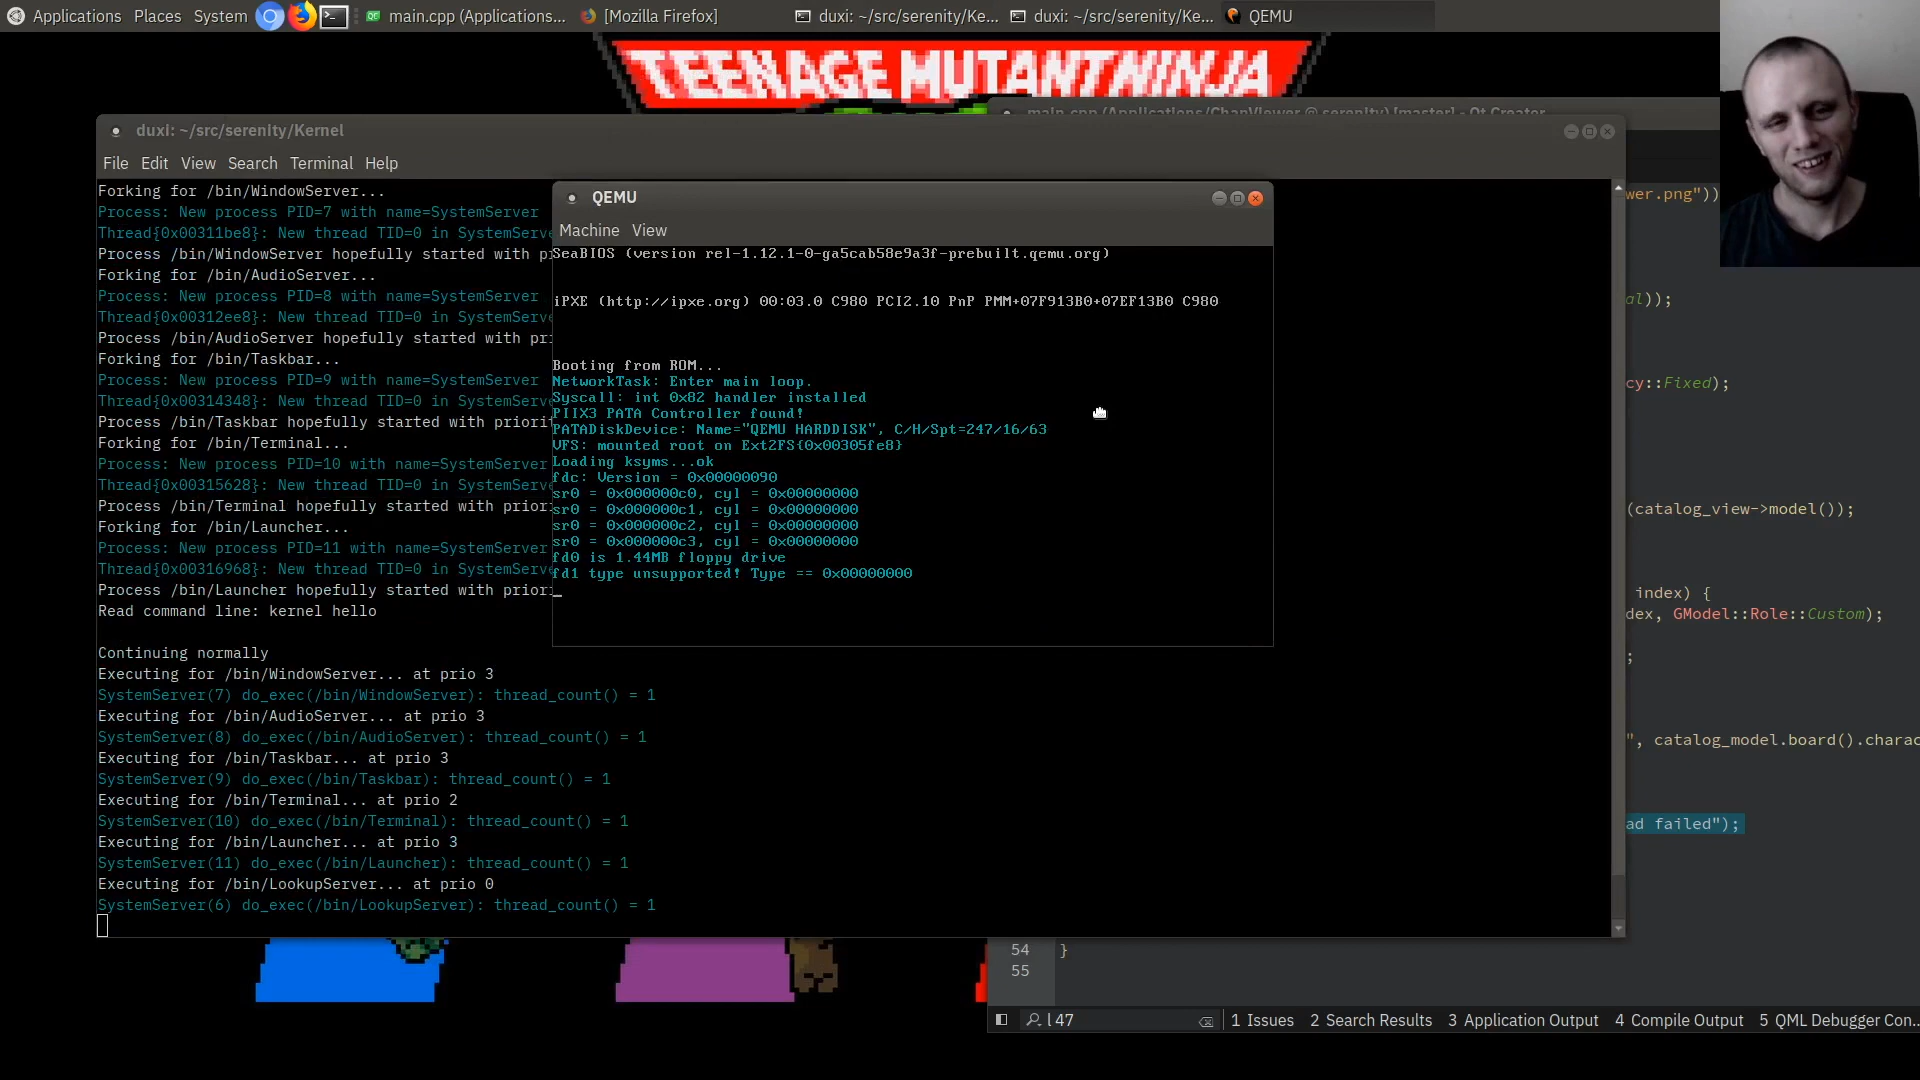 Applications Places System main.cpp (Applications... [Mozilla Firefox] duxi: ~/src/serenity/Ke... duxi: ~/src/serenity/Ke... QEMU
TEENAGE MUTANT NINJA
main.cpp (Applications/ChanViewer @ serenity) [master] - Qt Creator
duxi: ~/src/serenity/Kernel
File Edit View Search Terminal Help
Forking for /bin/WindowServer...
Process: New process PID=7 with name=SystemServer
Thread{0x00311be8}: New thread TID=0 in SystemServe
Process /bin/WindowServer hopefully started with pr
Forking for /bin/AudioServer...
Process: New process PID=8 with name=SystemServer
Thread{0x00312ee8}: New thread TID=0 in SystemServe
Process /bin/AudioServer hopefully started with pri
Forking for /bin/Taskbar...
Process: New process PID=9 with name=SystemServer
Thread{0x00314348}: New thread TID=0 in SystemServe
Process /bin/Taskbar hopefully started with priorit
Forking for /bin/Terminal...
Process: New process PID=10 with name=SystemServer
Thread{0x00315628}: New thread TID=0 in SystemServe
Process /bin/Terminal hopefully started with priori
Forking for /bin/Launcher...
Process: New process PID=11 with name=SystemServer
Thread{0x00316968}: New thread TID=0 in SystemServe
Process /bin/Launcher hopefully started with priori
Read command line: kernel hello
Continuing normally
Executing for /bin/WindowServer... at prio 3
SystemServer(7) do_exec(/bin/WindowServer): thread_count() = 1
Executing for /bin/AudioServer... at prio 3
SystemServer(8) do_exec(/bin/AudioServer): thread_count() = 1
Executing for /bin/Taskbar... at prio 3
SystemServer(9) do_exec(/bin/Taskbar): thread_count() = 1
Executing for /bin/Terminal... at prio 2
SystemServer(10) do_exec(/bin/Terminal): thread_count() = 1
Executing for /bin/Launcher... at prio 3
SystemServer(11) do_exec(/bin/Launcher): thread_count() = 1
Executing for /bin/LookupServer... at prio 0
SystemServer(6) do_exec(/bin/LookupServer): thread_count() = 1
QEMU
Machine View
SeaBIOS (version rel-1.12.1-0-ga5cab58e9a3f-prebuilt.qemu.org)
iPXE (http://ipxe.org) 00:03.0 C980 PCI2.10 PnP PMM+07F913B0+07EF13B0 C980
Booting from ROM...
NetworkTask: Enter main loop.
Syscall: int 0x82 handler installed
PIIX3 PATA Controller found!
PATADiskDevice: Name="QEMU HARDDISK", C/H/Spt=247/16/63
VFS: mounted root on Ext2FS{0x00305fe8}
Loading ksyms...ok
fdc: Version = 0x00000090
sr0 = 0x000000c0, cyl = 0x00000000
sr0 = 0x000000c1, cyl = 0x00000000
sr0 = 0x000000c2, cyl = 0x00000000
sr0 = 0x000000c3, cyl = 0x00000000
fd0 is 1.44MB floppy drive
fd1 type unsupported! Type == 0x00000000
_
wer.png"))
al));
cy::Fixed);
(catalog_view->model());
index) {
dex, GModel::Role::Custom);
;
", catalog_model.board().charac
ad failed");
54 }
55
l 47 1 Issues 2 Search Results 3 Application Output 4 Compile Output 5 QML Debugger Con...